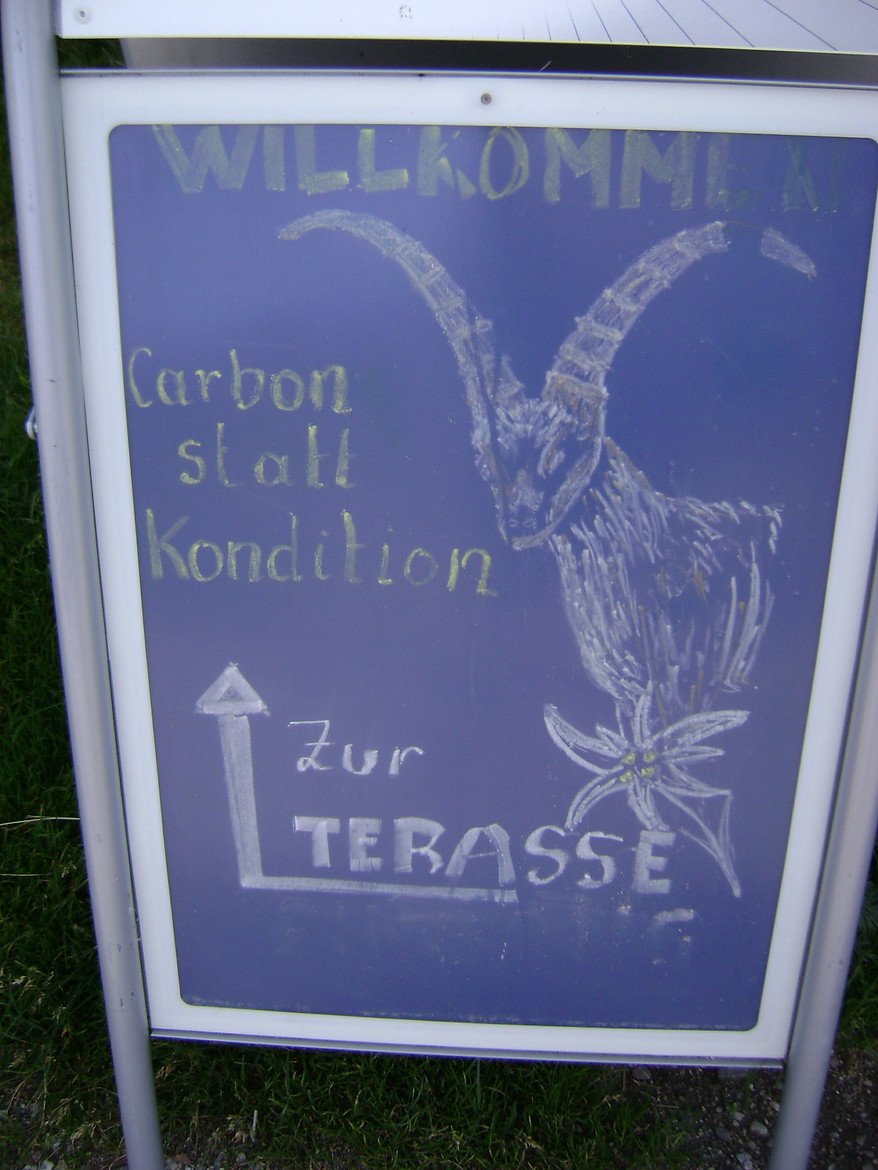 WILLKOMMEN
Carbon
statt
Kondition
Zur
TERASSE